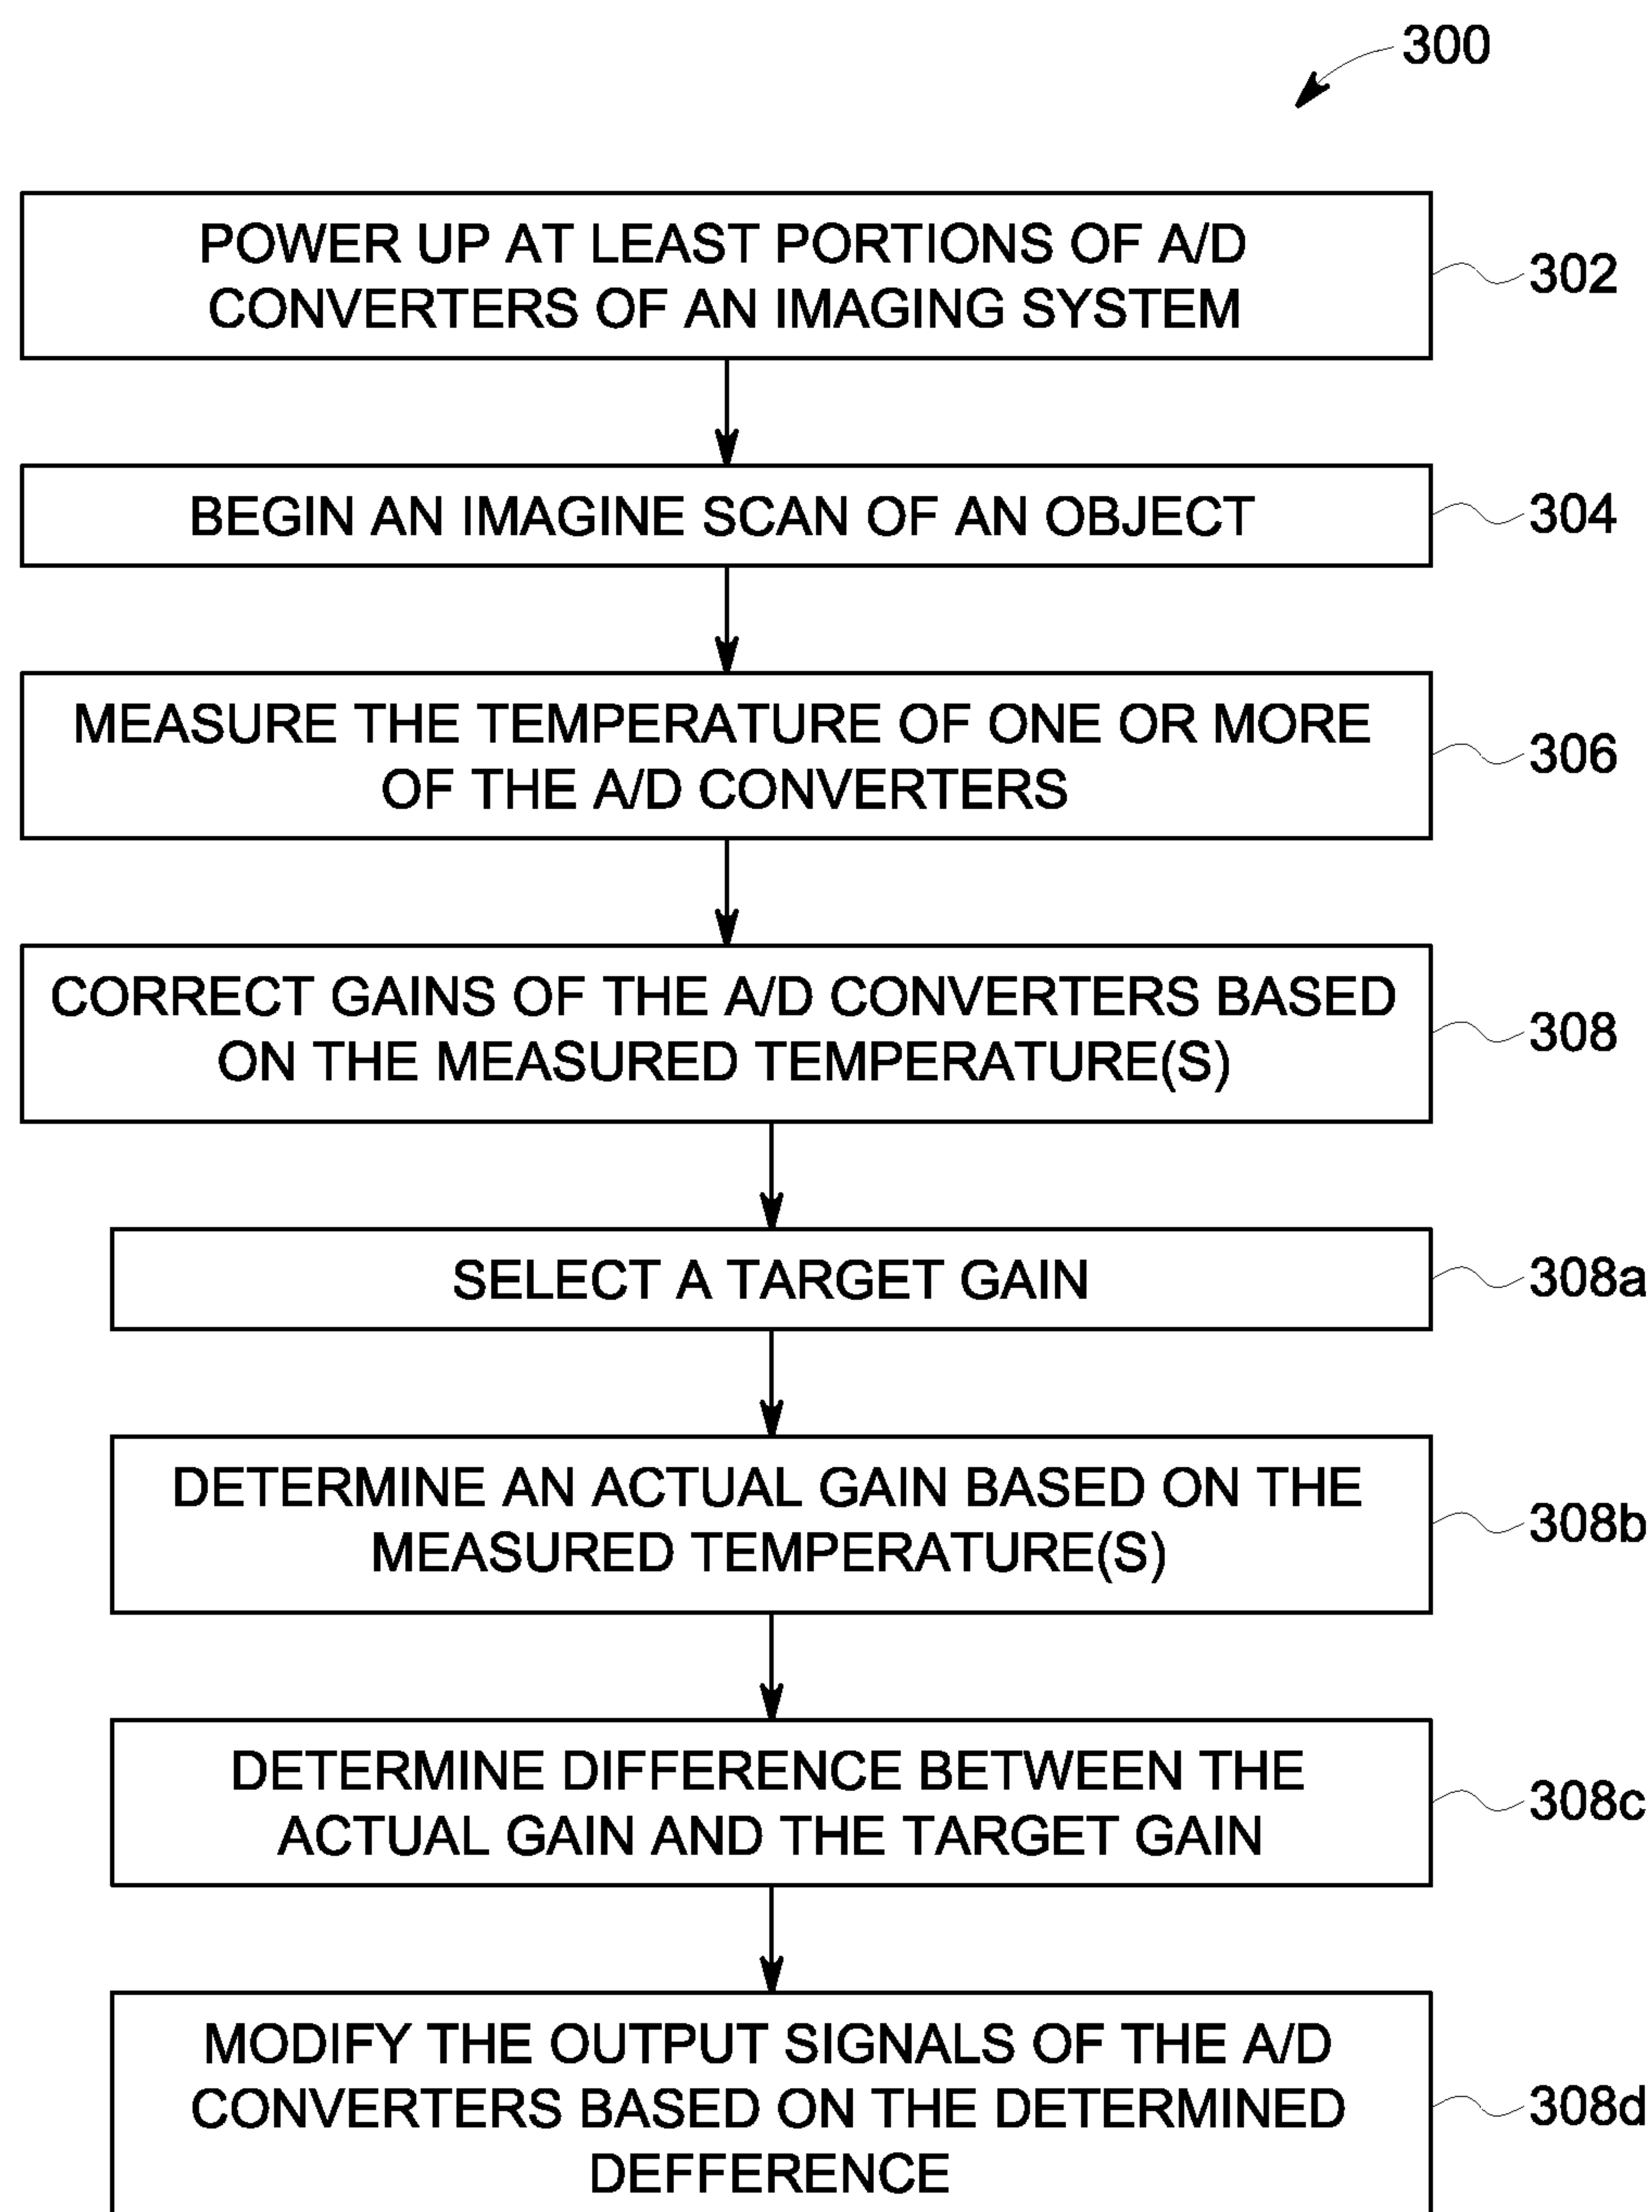 300
POWER UP AT LEAST PORTIONS OF A/D
CONVERTERS OF AN IMAGING SYSTEM
302
BEGIN AN IMAGINE SCAN OF AN OBJECT
304
MEASURE THE TEMPERATURE OF ONE OR MORE
OF THE A/D CONVERTERS
306
CORRECT GAINS OF THE A/D CONVERTERS BASED
ON THE MEASURED TEMPERATURE(S)
308
SELECT A TARGET GAIN
308a
DETERMINE AN ACTUAL GAIN BASED ON THE
MEASURED TEMPERATURE(S)
308b
DETERMINE DIFFERENCE BETWEEN THE
ACTUAL GAIN AND THE TARGET GAIN
308c
MODIFY THE OUTPUT SIGNALS OF THE A/D
CONVERTERS BASED ON THE DETERMINED
DEFFERENCE
308d